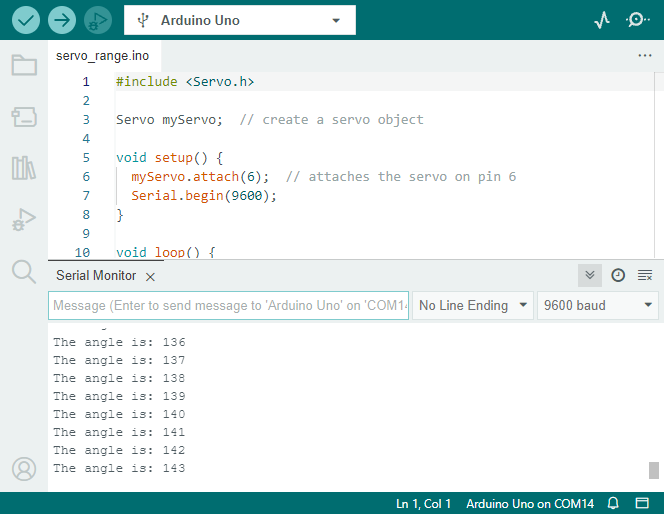 Arduino Uno
servo_range.ino
1 #include <Servo.h>
2
3 Servo myServo;  // create a servo object
4
5 void setup() {
6   myServo.attach(6);  // attaches the servo on pin 6
7   Serial.begin(9600);
8 }
9
10 void loop() {
Serial Monitor
Message (Enter to send message to 'Arduino Uno' on 'COM14
No Line Ending
9600 baud
The angle is: 136
The angle is: 137
The angle is: 138
The angle is: 139
The angle is: 140
The angle is: 141
The angle is: 142
The angle is: 143
Ln 1, Col 1 Arduino Uno on COM14